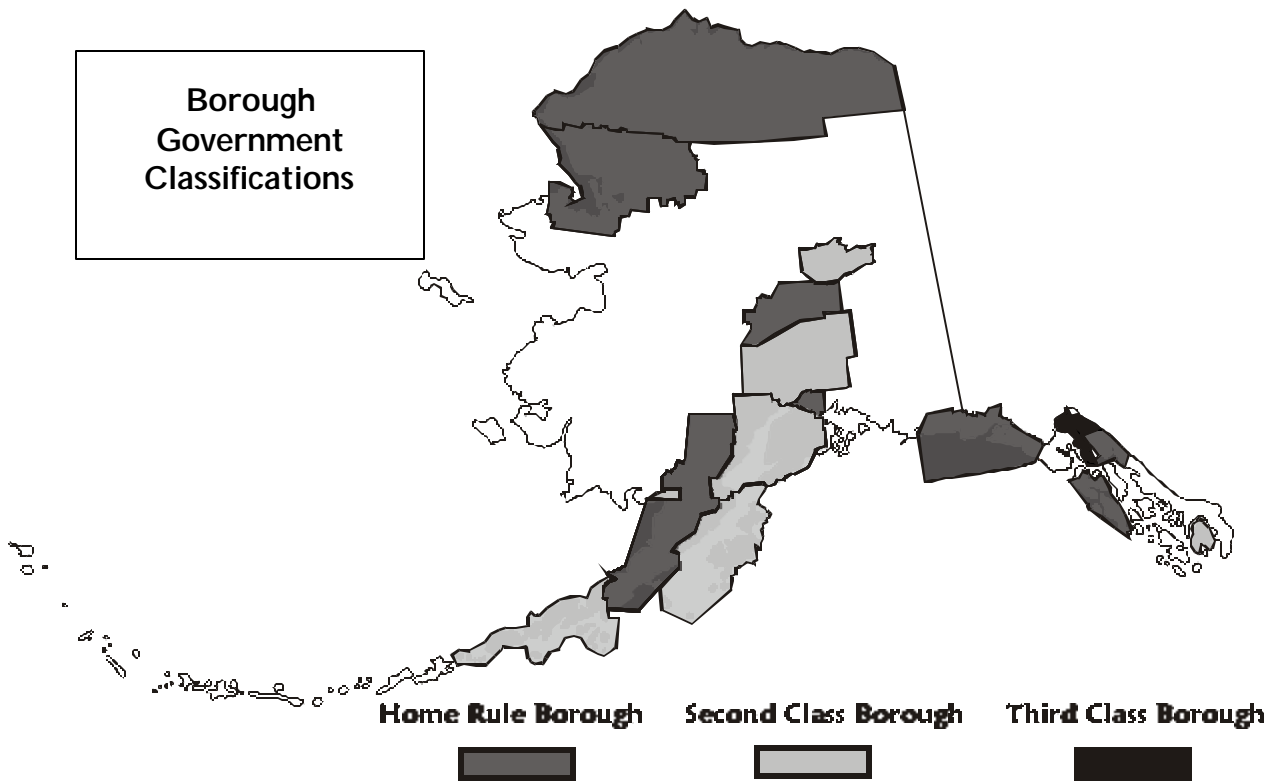 Borough
Government
Classifications
Home Rule Borough
Second Class Borough
Third Class Borough